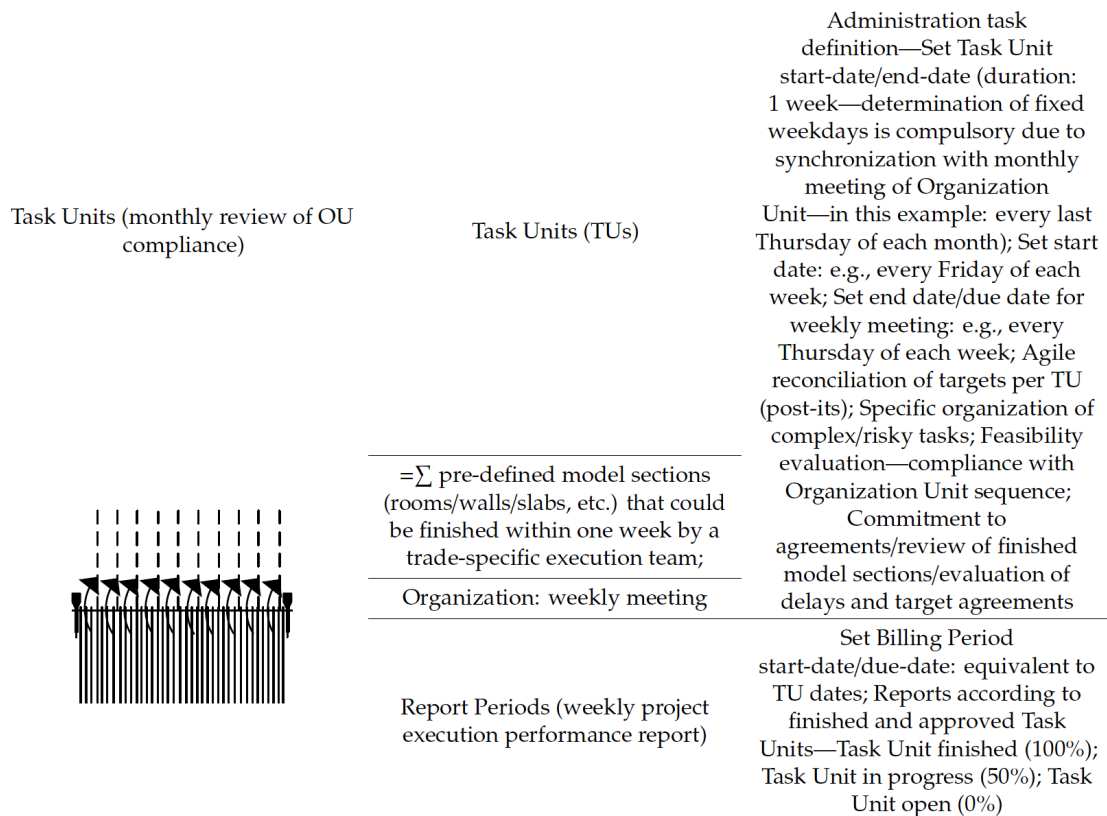 Task Units (monthly review of OU
compliance)
Task Units (TUs)
=∑ pre-defined model sections
(rooms/walls/slabs, etc.) that could
be finished within one week by a
trade-specific execution team;
Organization: weekly meeting
Administration task
definition—Set Task Unit
start-date/end-date (duration:
1 week—determination of fixed
weekdays is compulsory due to
synchronization with monthly
meeting of Organization
Unit—in this example: every last
Thursday of each month); Set start
date: e.g., every Friday of each
week; Set end date/due date for
weekly meeting: e.g., every
Thursday of each week; Agile
reconciliation of targets per TU
(post-its); Specific organization of
complex/risky tasks; Feasibility
evaluation—compliance with
Organization Unit sequence;
Commitment to
agreements/review of finished
model sections/evaluation of
delays and target agreements
Report Periods (weekly project
execution performance report)
Set Billing Period
start-date/due-date: equivalent to
TU dates; Reports according to
finished and approved Task
Units—Task Unit finished (100%);
Task Unit in progress (50%); Task
Unit open (0%)